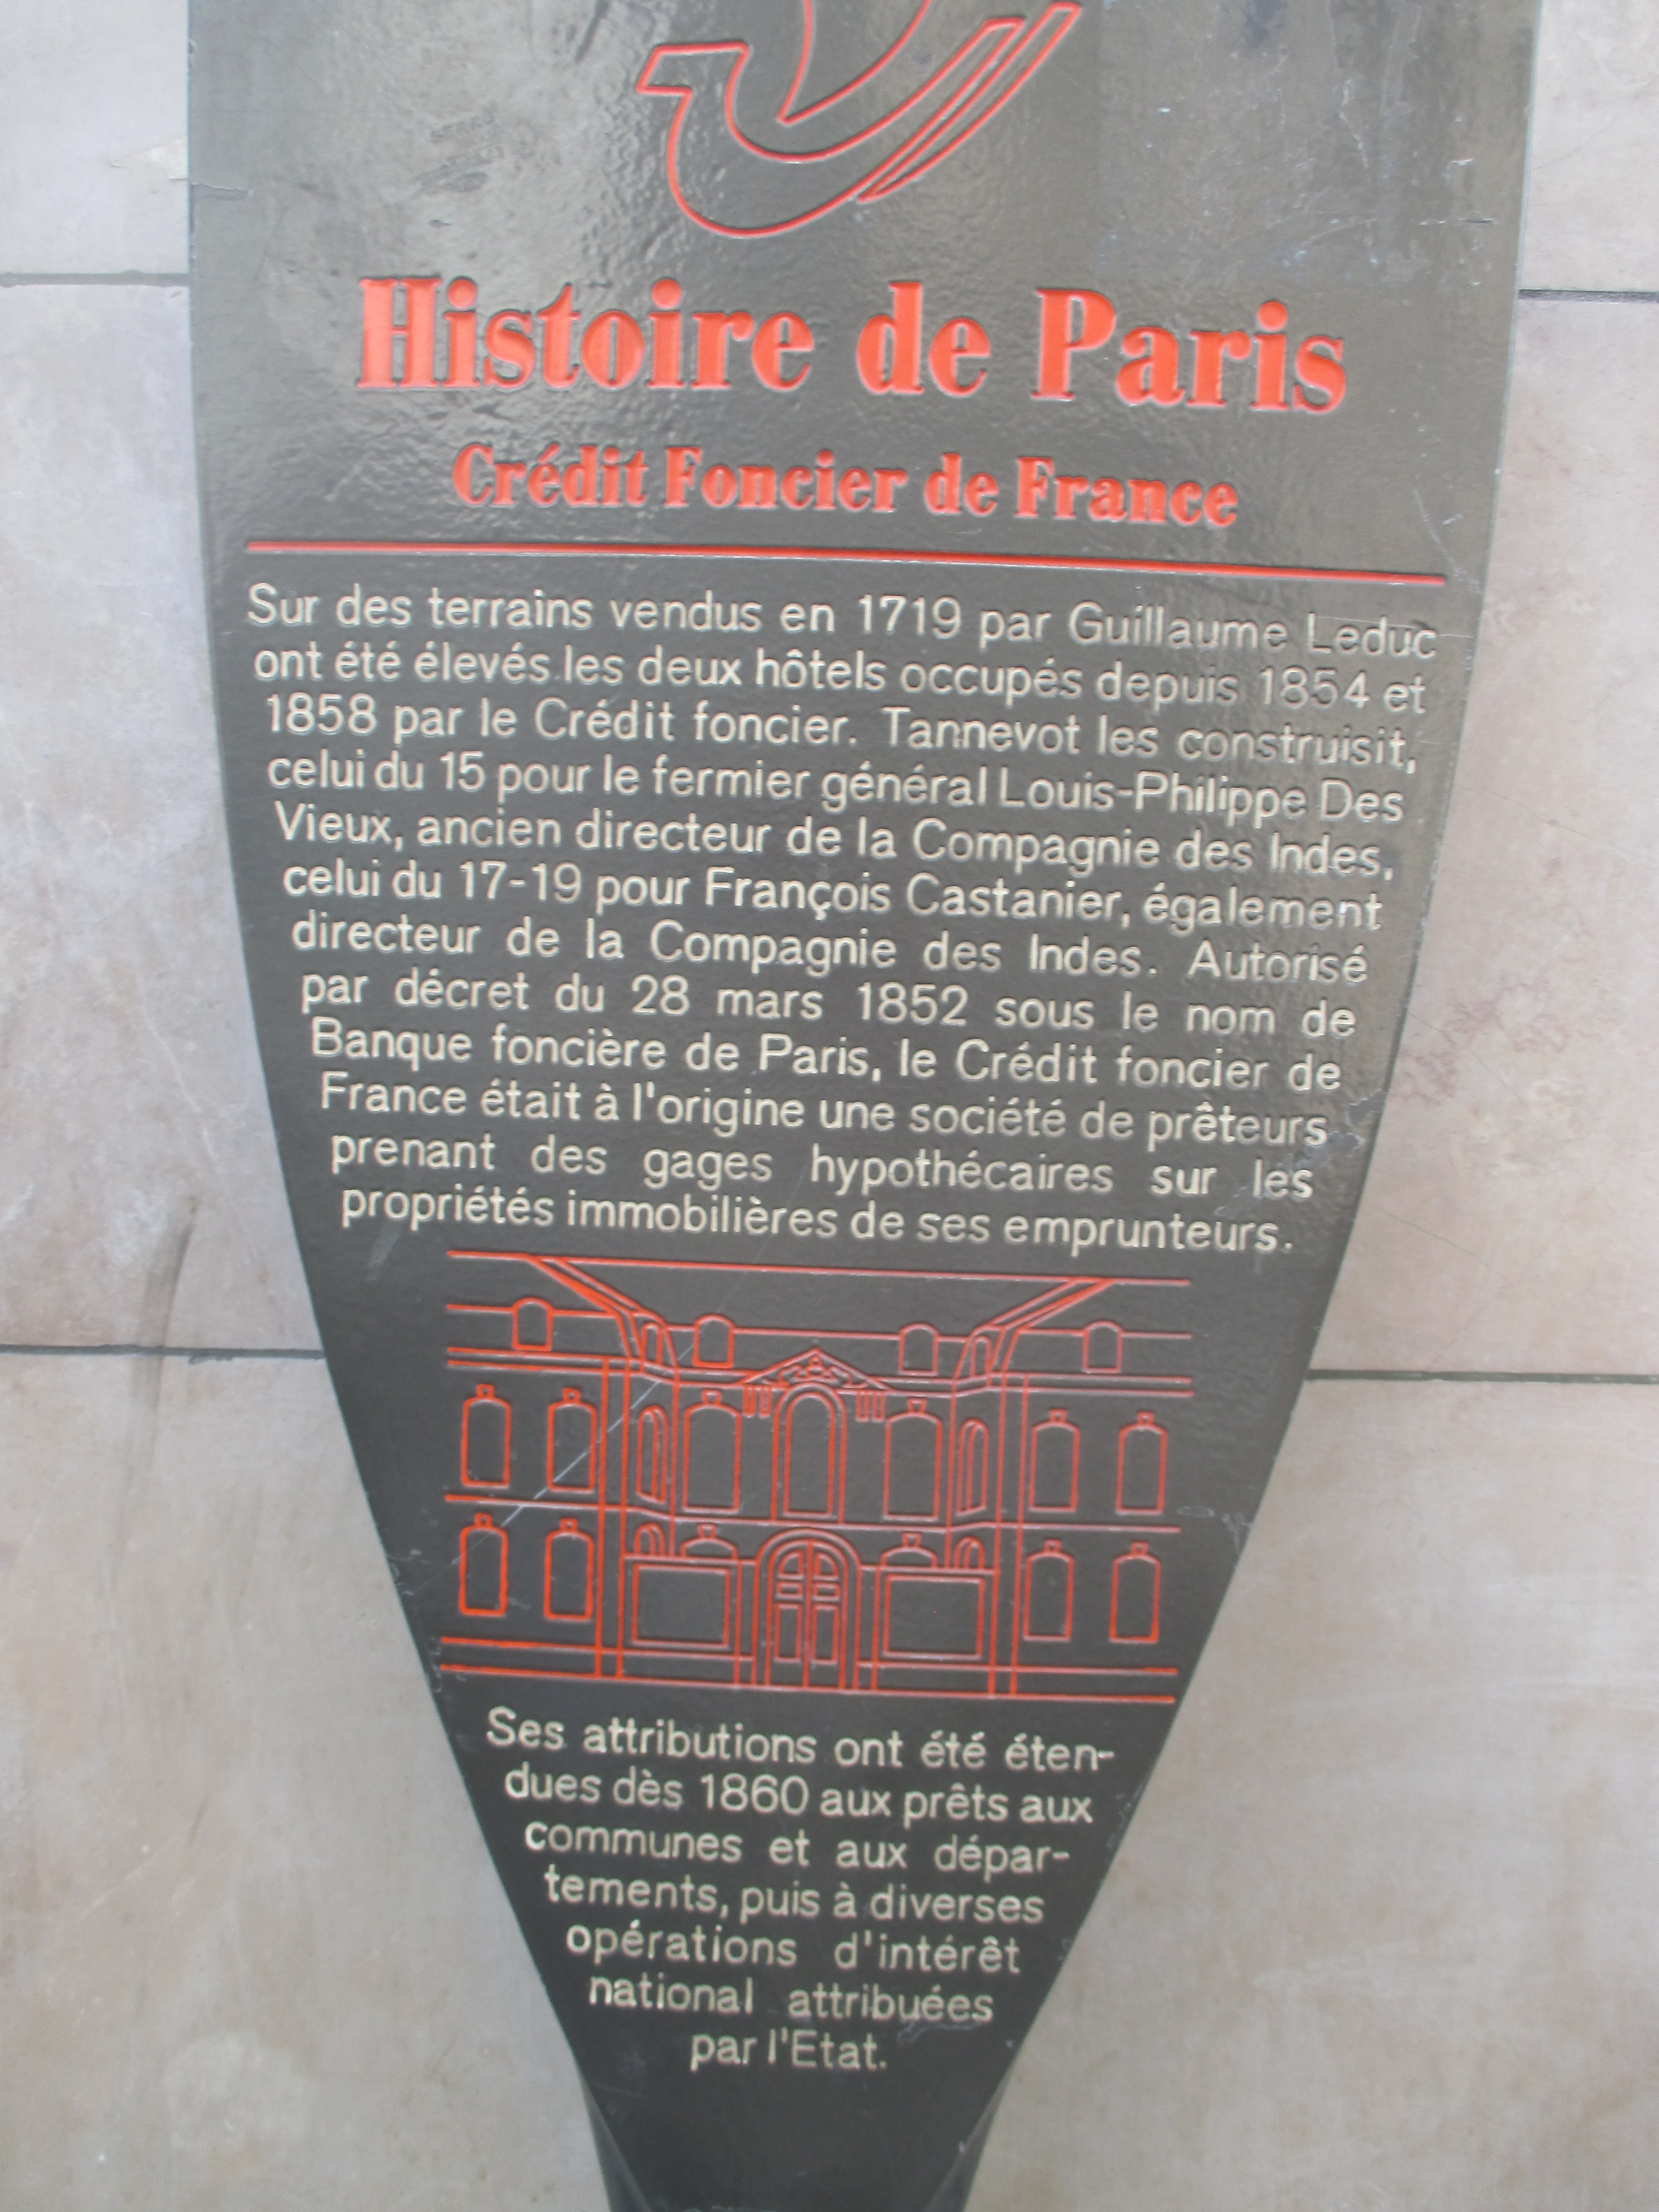 Histoire de Paris
Crédit Foncier de France
Sur des terrains vendus en 1719 par Guillaume Leduc
ont été élevés les deux hôtels occupés depuis 1854 et
1858 par le Crédit foncier. Tannevot les construisit,
celui du 15 pour le fermier général Louis-Philippe Des
Vieux, ancien directeur de la Compagnie des Indes,
celui du 17-19 pour François Castanier, également
directeur de la Compagnie des Indes. Autorisé
par décret du 28 mars 1852 sous le nom de
Banque foncière de Paris, le Crédit foncier de
France était à l'origine une société de prêteurs
prenant des gages hypothécaires sur les
propriétés immobilières de ses emprunteurs.
Ses attributions ont été éten-
dues dès 1860 aux prêts aux
communes et aux dépar-
tements, puis à diverses
opérations d'intérêt
national attribuées
par l'Etat.